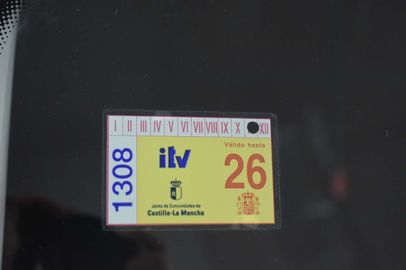 I II III IV V VI VII VIII IX X XII
1308
itv
Válido hasta
26
Junta de Comunidades de
Castilla-La Mancha